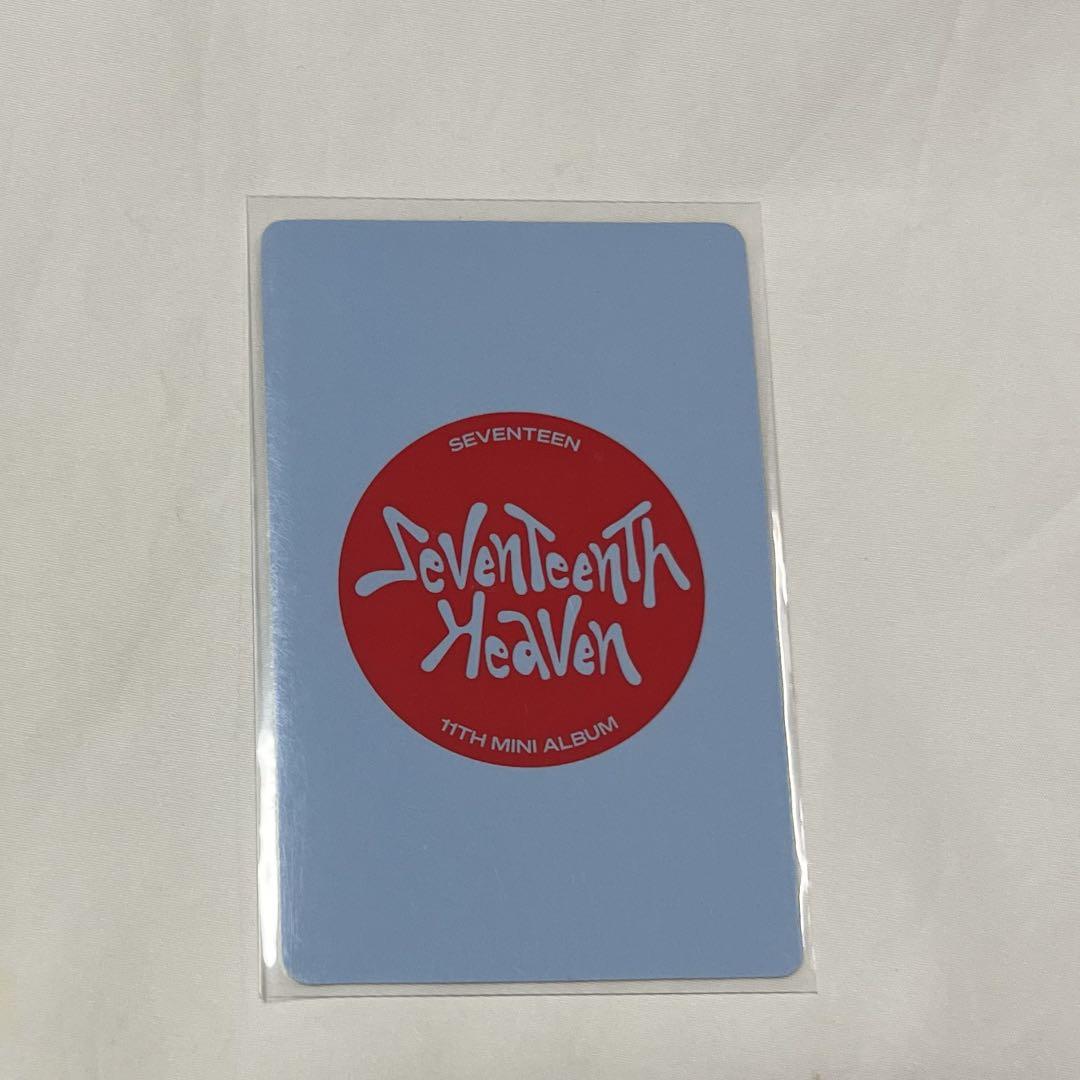 SEVENTEEN
SevenTeenTh
Heaven
11TH MINI ALBUM